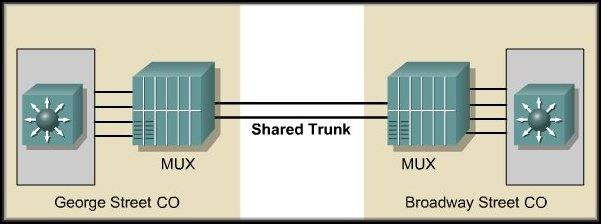 Shared Trunk
MUX
MUX
George Street CO
Broadway Street CO